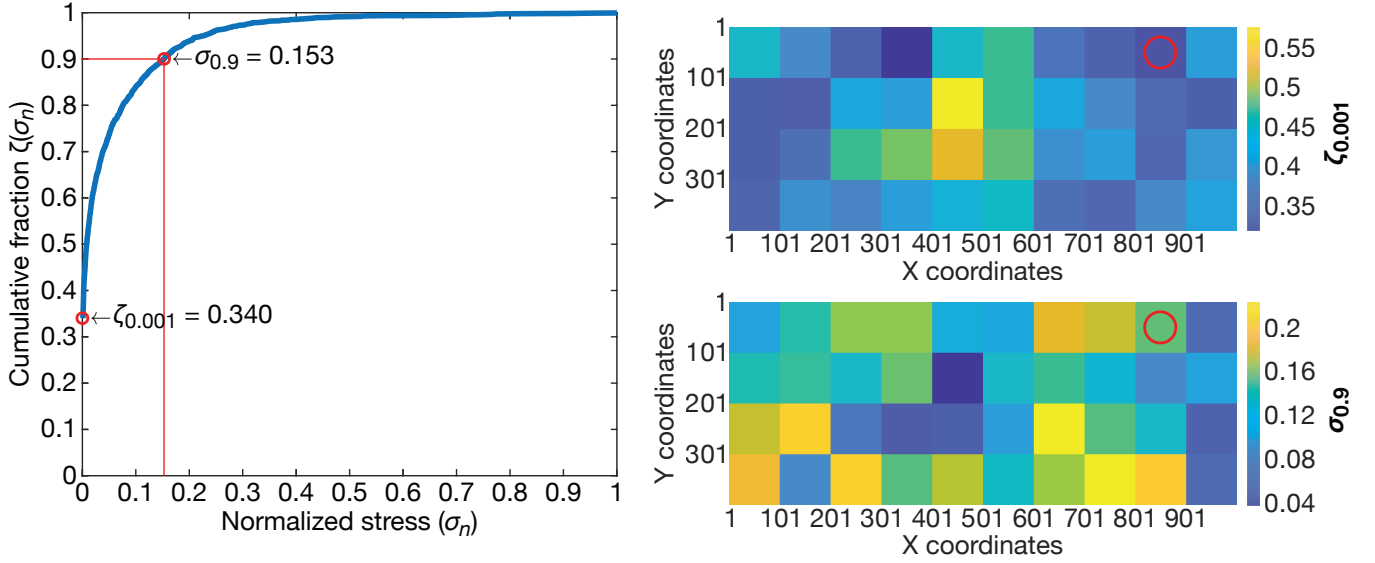 1
0.9
0.8
0.7
0.6
0.5
0.4
0.3
0.2
0.1
0
Cumulative fraction ζ(σn)
←σ0.9 = 0.153
←ζ0.001 = 0.340
0 0.1 0.2 0.3 0.4 0.5 0.6 0.7 0.8 0.9 1
Normalized stress (σn)
1
101
201
301
Y coordinates
1 101 201 301 401 501 601 701 801 901
X coordinates
0.55
0.5
0.45
0.4
0.35
ζ0.001
1
101
201
301
Y coordinates
1 101 201 301 401 501 601 701 801 901
X coordinates
0.2
0.16
0.12
0.08
0.04
σ0.9